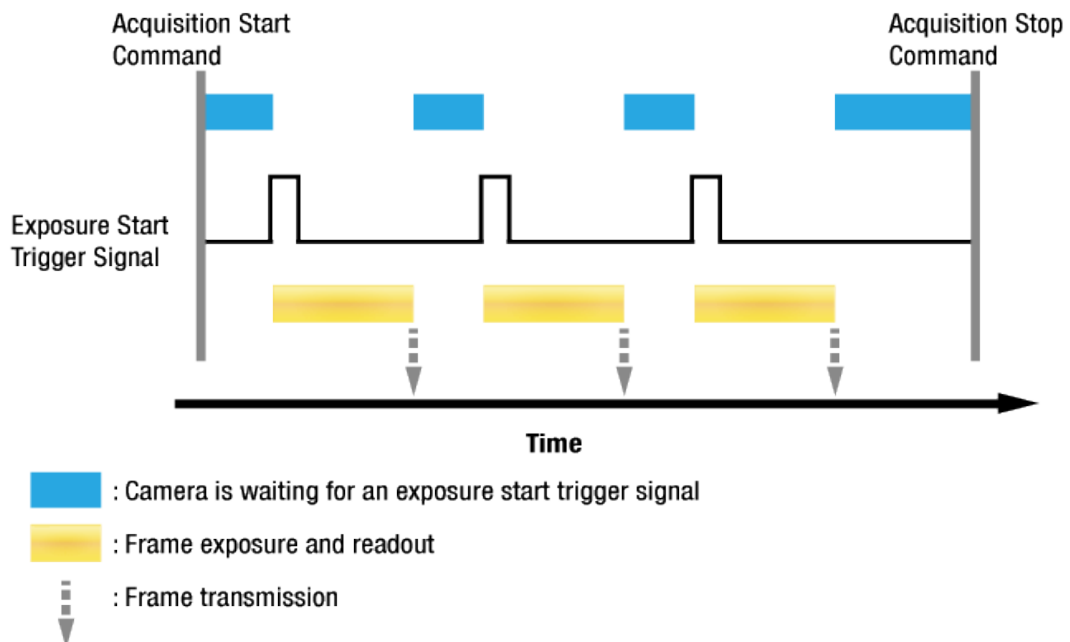 Acquisition Start
Command
Acquisition Stop
Command
Exposure Start
Trigger Signal
Time
: Camera is waiting for an exposure start trigger signal
: Frame exposure and readout
: Frame transmission